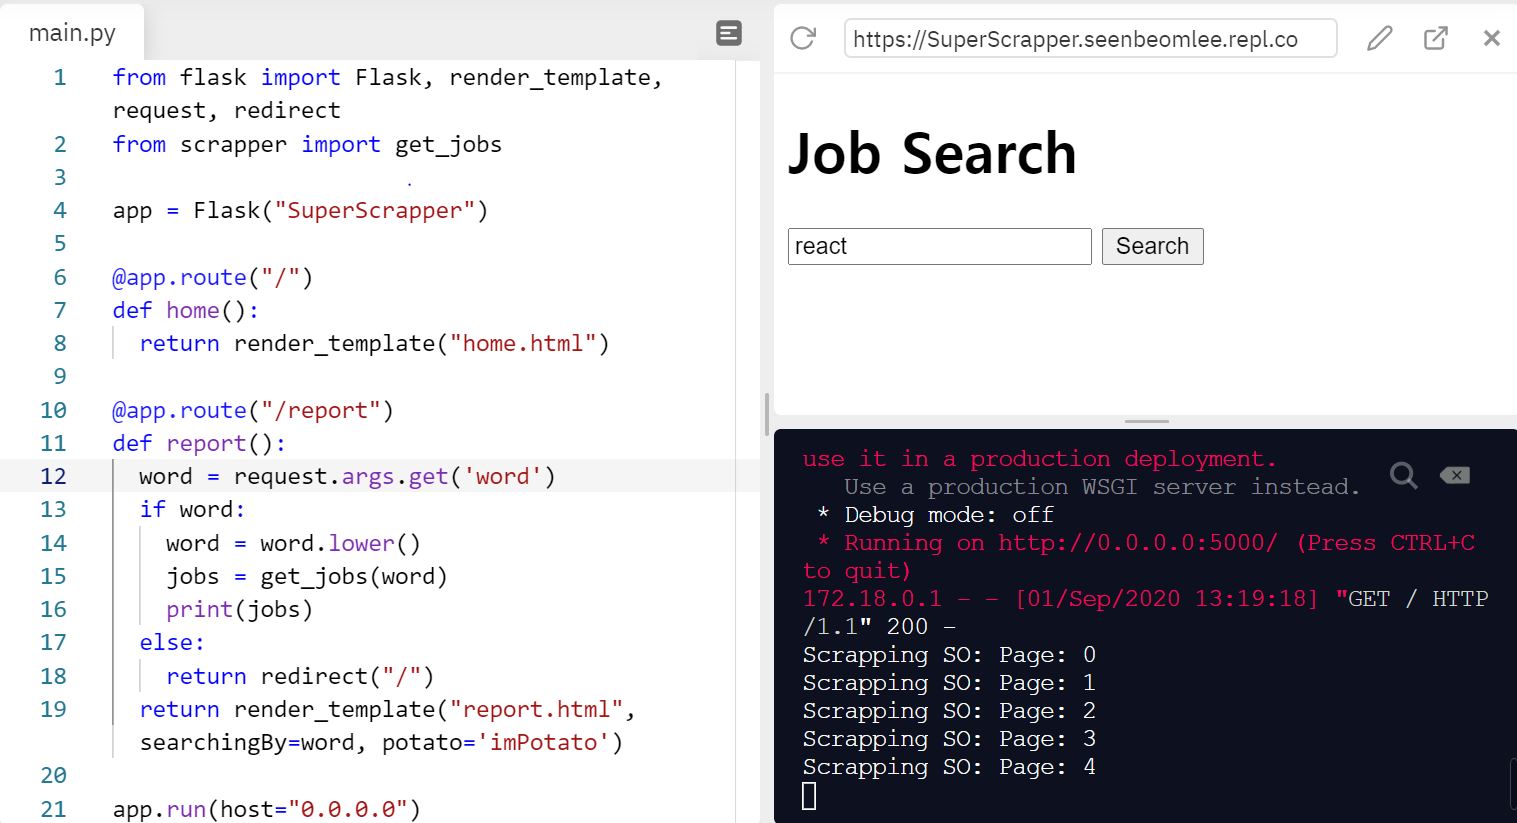 main.py
1 from flask import Flask, render_template,
request, redirect
2 from scrapper import get_jobs
3
4 app = Flask("SuperScrapper")
5
6 @app.route("/")
7 def home():
8 return render_template("home.html")
9
10 @app.route("/report")
11 def report():
12 word = request.args.get('word')
13 if word:
14 word = word.lower()
15 jobs = get_jobs(word)
16 print(jobs)
17 else:
18 return redirect("/")
19 return render_template("report.html",
searchingBy=word, potato='imPotato')
20
21 app.run(host="0.0.0.0")
https://SuperScrapper.seenbeomlee.repl.co
Job Search
react Search
use it in a production deployment.
Use a production WSGI server instead.
* Debug mode: off
* Running on http://0.0.0.0:5000/ (Press CTRL+C
to quit)
172.18.0.1 - - [01/Sep/2020 13:19:18] "GET / HTTP
/1.1" 200 -
Scrapping SO: Page: 0
Scrapping SO: Page: 1
Scrapping SO: Page: 2
Scrapping SO: Page: 3
Scrapping SO: Page: 4